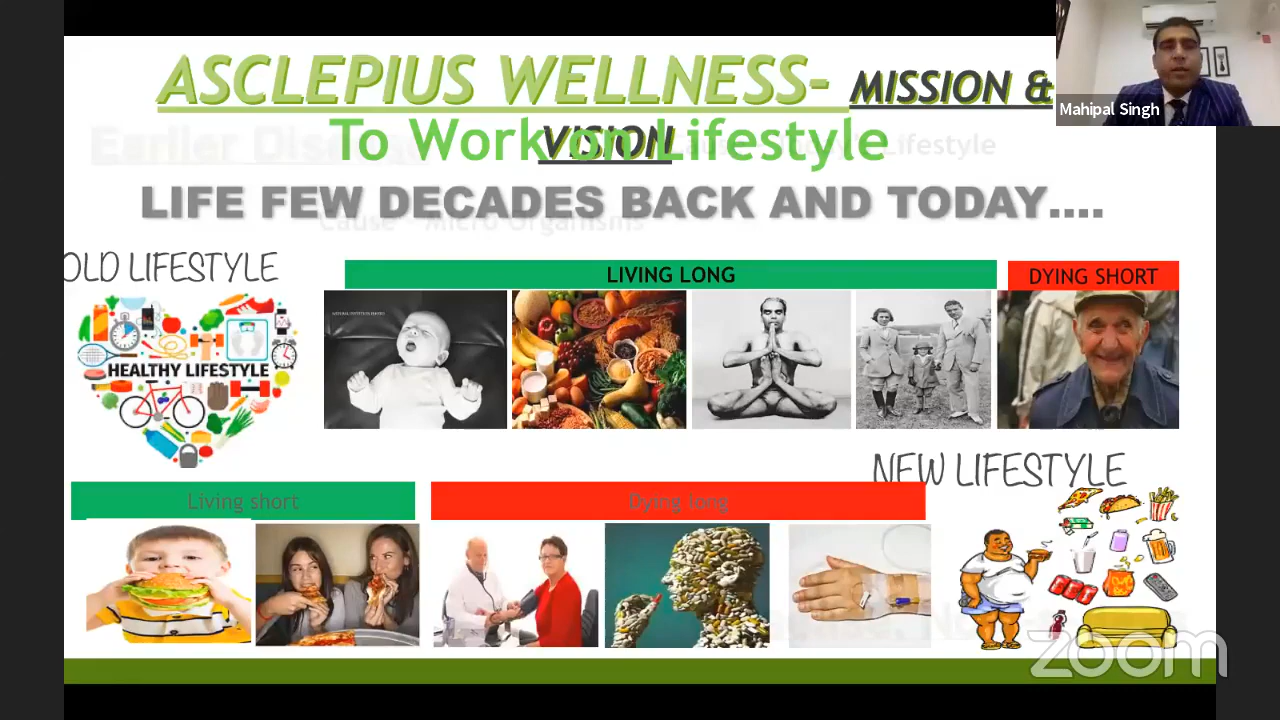 ASCLEPIUS WELLNESS- MISSION &
VISION
To Work on Lifestyle
Mahipal Singh
Earlier Disease
Lifestyle
LIFE FEW DECADES BACK AND TODAY....
Cause - Micro Organisms
OLD LIFESTYLE
LIVING LONG
DYING SHORT
HEALTHY LIFESTYLE
NEW LIFESTYLE
Living short
Dying long
zoom